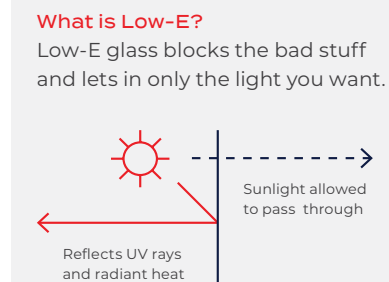 What is Low-E?
Low-E glass blocks the bad stuff
and lets in only the light you want.
Sunlight allowed
to pass through
Reflects UV rays
and radiant heat